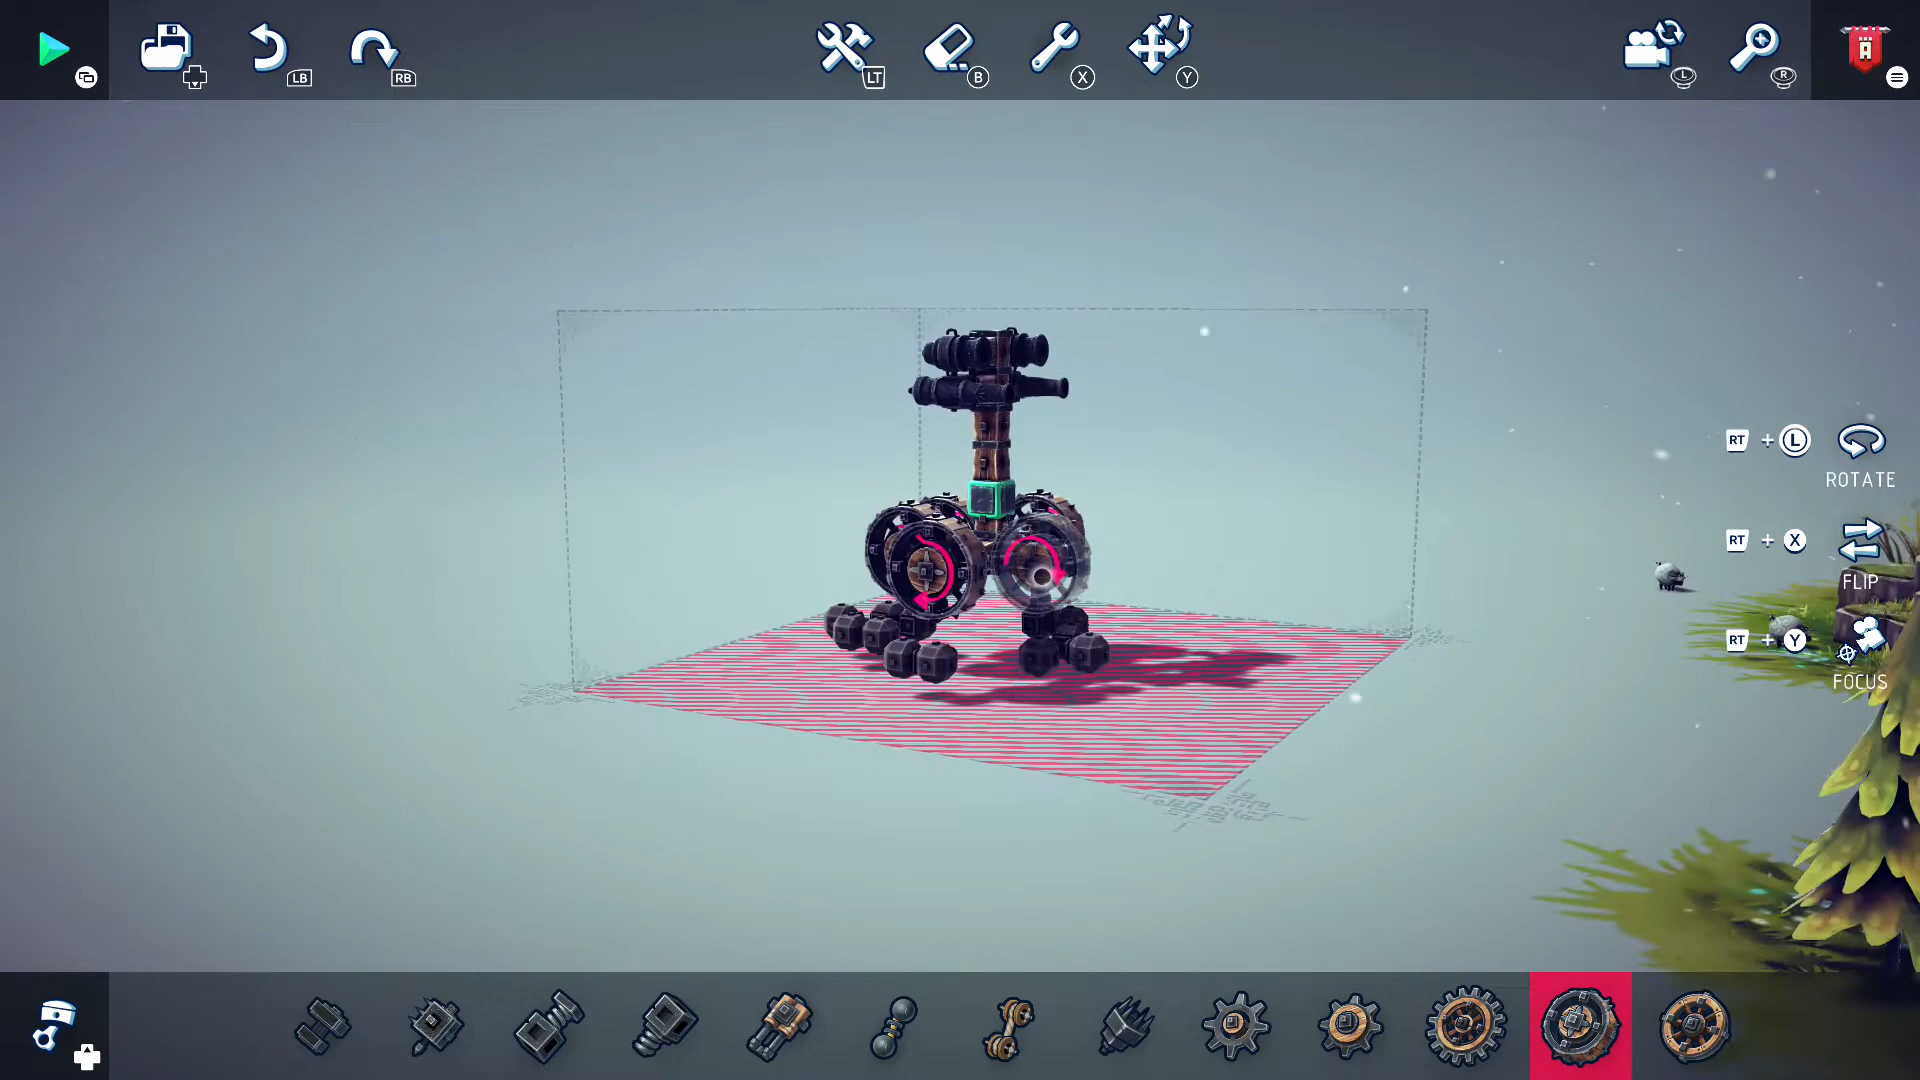 LB
RB
LT
B
X
Y
L
R
RT + L
ROTATE
RT + X
FLIP
RT + Y
FOCUS